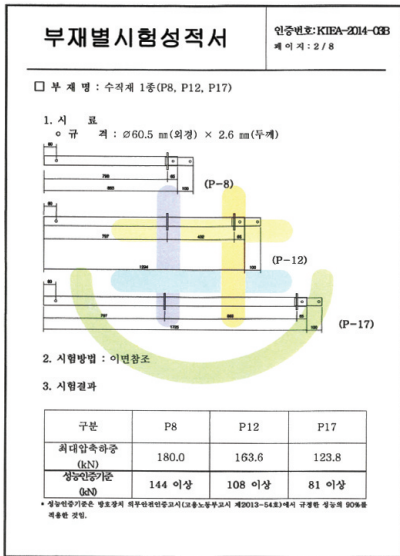 부재별시험성적서
인증번호: KTEA-2014-03B
페 이 지 : 2 / 8
□ 부 재 명 : 수직재 1종(P8, P12, P17)
1. 시 료
o 규 격 : ∅60.5 ㎜(외경) × 2.6 ㎜(두께)
(P-8)
(P-12)
(P-17)
2. 시험방법 : 이면참조
3. 시험결과
구분 P8 P12 P17
최대압축하중 (kN) 180.0 163.6 123.8
성능인증기준 (kN) 144 이상 108 이상 81 이상
* 성능인증기준은 방호장치 의무안전인증고시(고용노동부고시 제2013-54호)에서 규정한 성능의 90%를
적용한 것임.